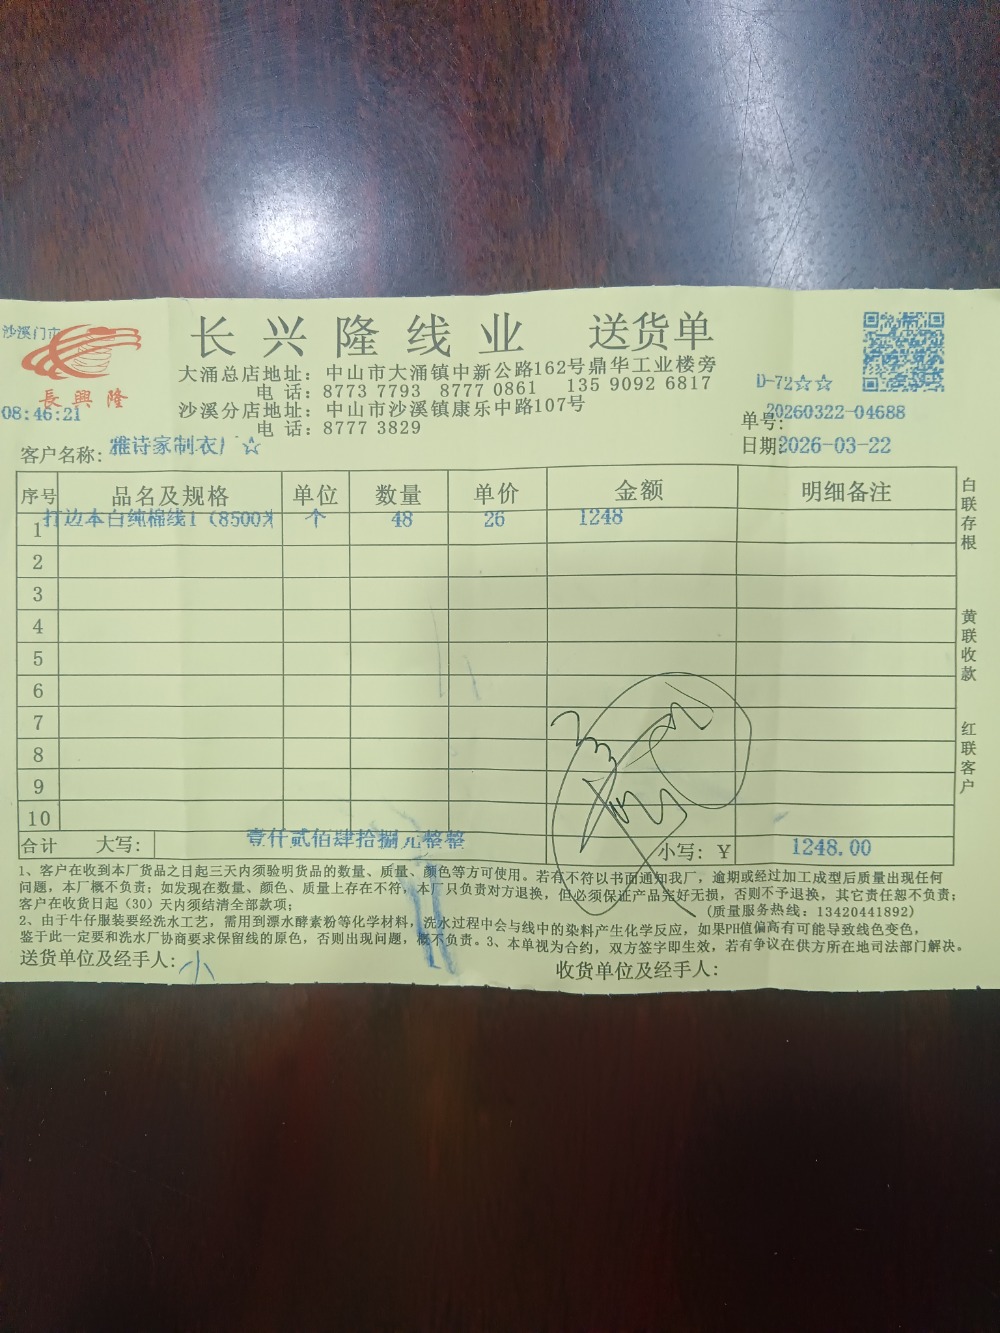 沙溪门市
長興隆
08:46:21
长兴隆线业 送货单
大涌总店地址：中山市大涌镇中新公路162号鼎华工业楼旁
电 话：8773 7793 8777 0861 135 9092 6817
沙溪分店地址：中山市沙溪镇康乐中路107号
电 话：8777 3829
D-72☆☆
单号：20260322-04688
客户名称：雅诗家制衣厂☆
日期：2026-03-22
序号 品名及规格 单位 数量 单价 金额 明细备注
1 打边本白纯棉线1（8500米 个 48 26 1248
2
3
4
5
6
7
8
9
10
合计 大写： 壹仟贰佰肆拾捌元整整 小写：￥ 1248.00
白联存根
黄联收款
红联客户
1、客户在收到本厂货品之日起三天内须验明货品的数量、质量、颜色等方可使用。若有不符以书面通知我厂，逾期或经过加工成型后质量出现任何
问题，本厂概不负责；如发现在数量、颜色、质量上存在不符，本厂只负责对方退换，但必须保证产品完好无损，否则不予退换，其它责任恕不负责；
客户在收货日起（30）天内须结清全部款项；
(质量服务热线：13420441892)
2、由于牛仔服装要经洗水工艺，需用到漂水酵素粉等化学材料，洗水过程中会与线中的染料产生化学反应，如果PH值偏高有可能导致线色变色，
鉴于此一定要和洗水厂协商要求保留线的原色，否则出现问题，概不负责。3、本单视为合约，双方签字即生效，若有争议在供方所在地司法部门解决。
送货单位及经手人：小
收货单位及经手人：